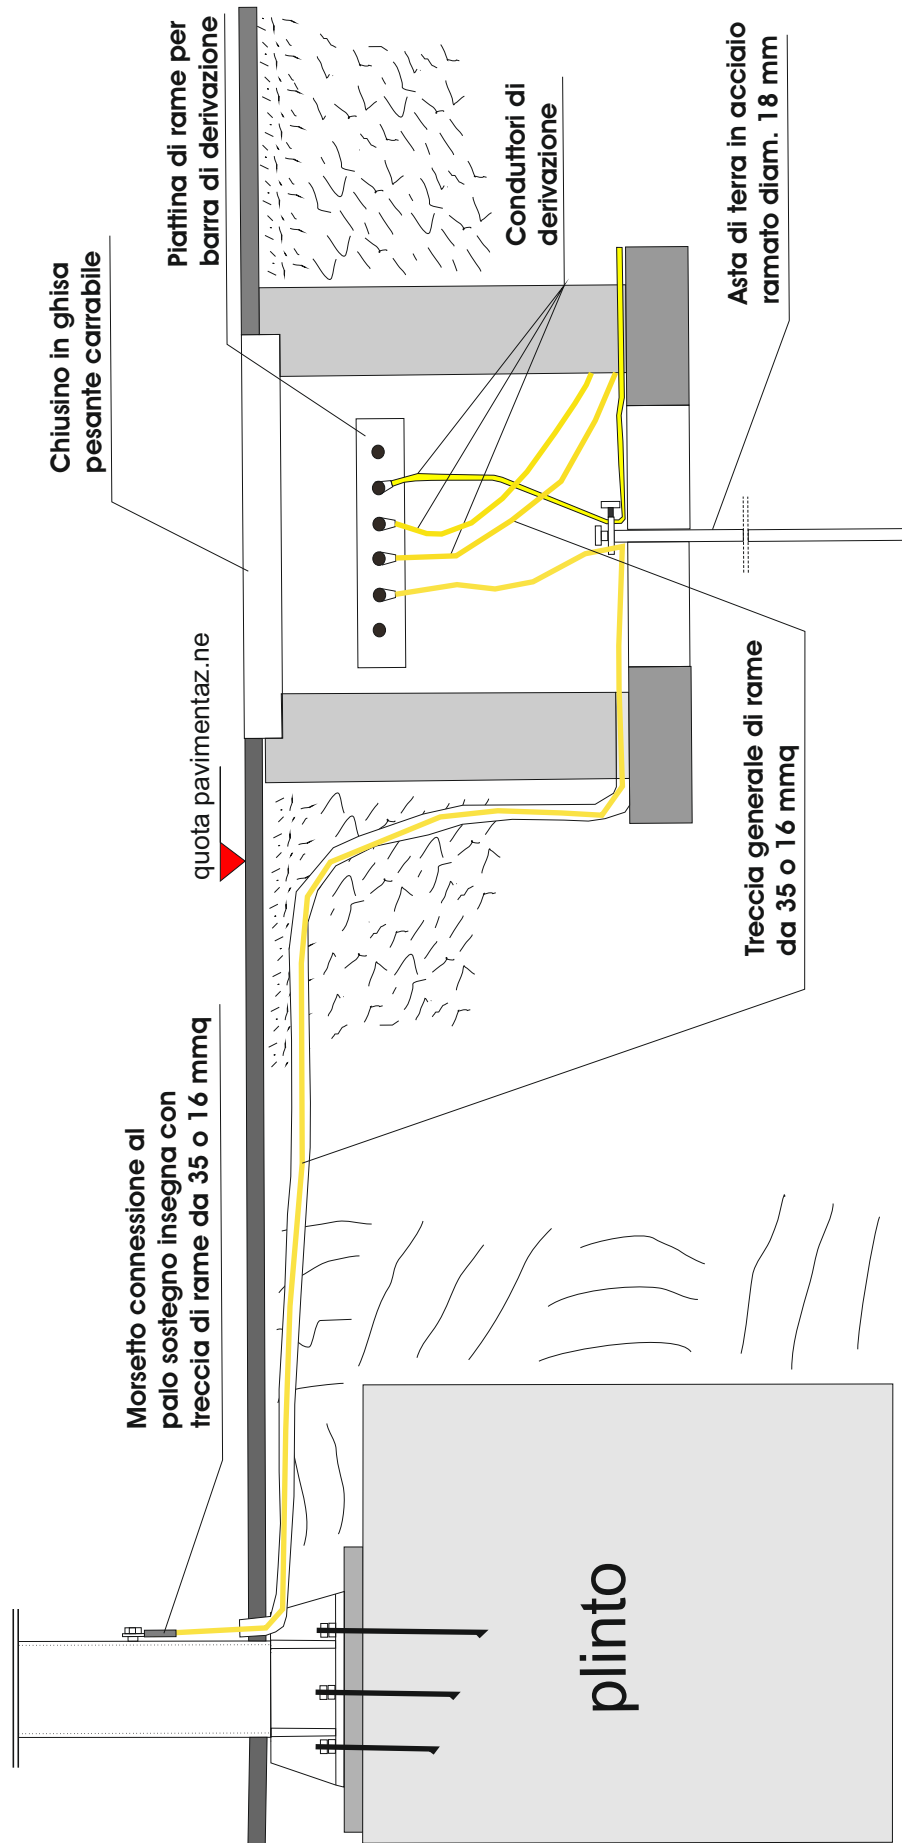 Morsetto connessione al
palo sostegno insegna con
treccia di rame da 35 o 16 mmq
quota pavimentaz.ne
Chiusino in ghisa
pesante carrabile
Piattina di rame per
barra di derivazione
Conduttori di
derivazione
Asta di terra in acciaio
ramato diam. 18 mm
Treccia generale di rame
da 35 o 16 mmq
plinto